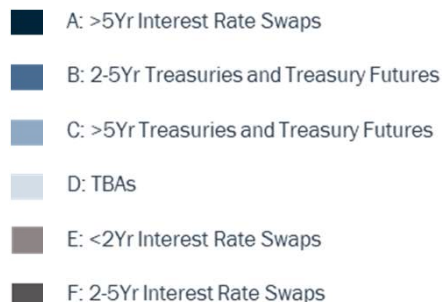 A: >5Yr Interest Rate Swaps
B: 2-5Yr Treasuries and Treasury Futures
C: >5Yr Treasuries and Treasury Futures
D: TBAs
E: <2Yr Interest Rate Swaps
F: 2-5Yr Interest Rate Swaps